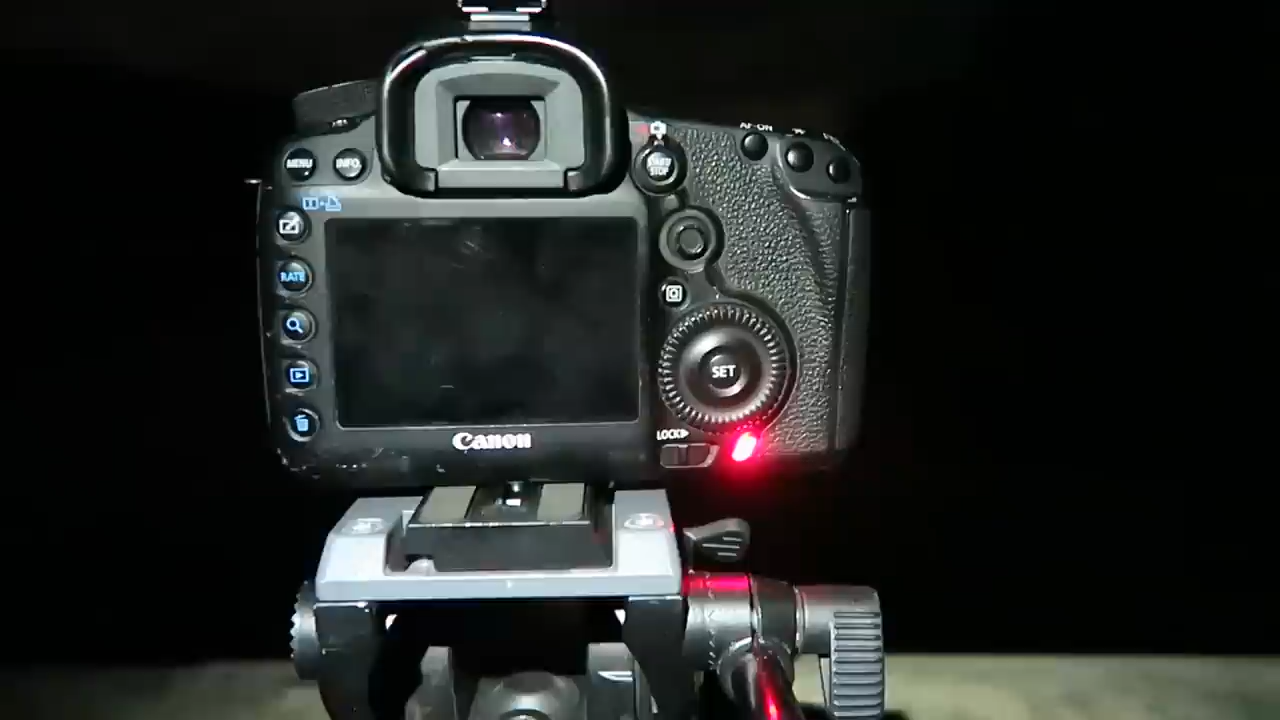 AF-ON
MENU
INFO.
START/
STOP
RATE
SET
LOCK▶
Canon